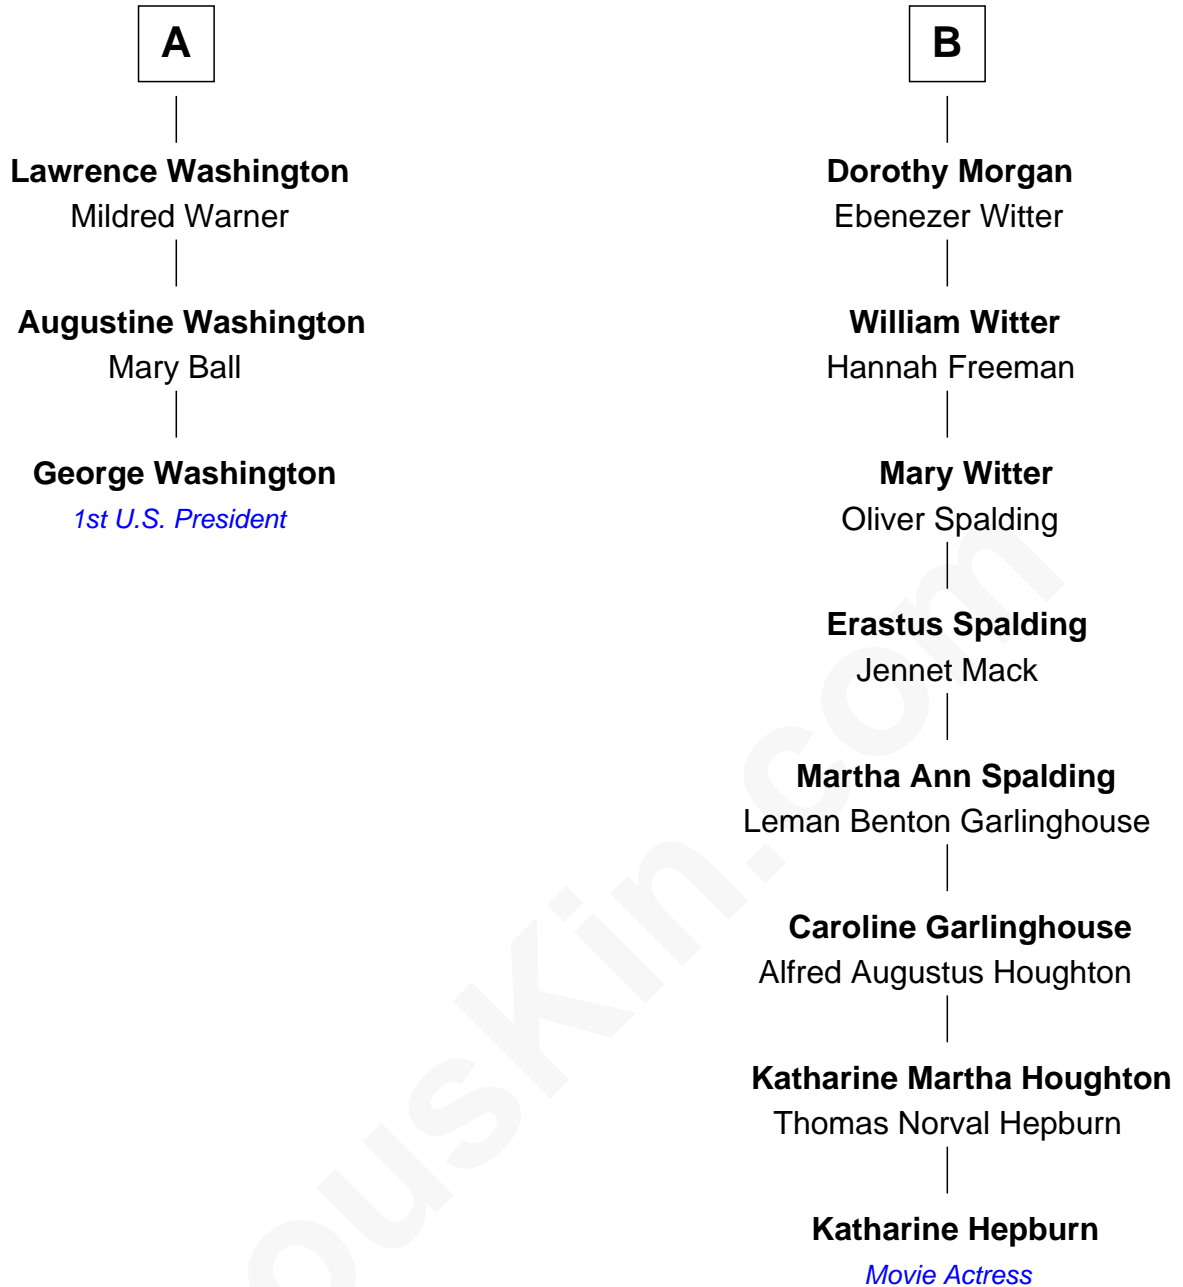 A
Lawrence Washington
Mildred Warner
Augustine Washington
Mary Ball
George Washington
1st U.S. President
B
Dorothy Morgan
Ebenezer Witter
William Witter
Hannah Freeman
Mary Witter
Oliver Spalding
Erastus Spalding
Jennet Mack
Martha Ann Spalding
Leman Benton Garlinghouse
Caroline Garlinghouse
Alfred Augustus Houghton
Katharine Martha Houghton
Thomas Norval Hepburn
Katharine Hepburn
Movie Actress
ousKin.com